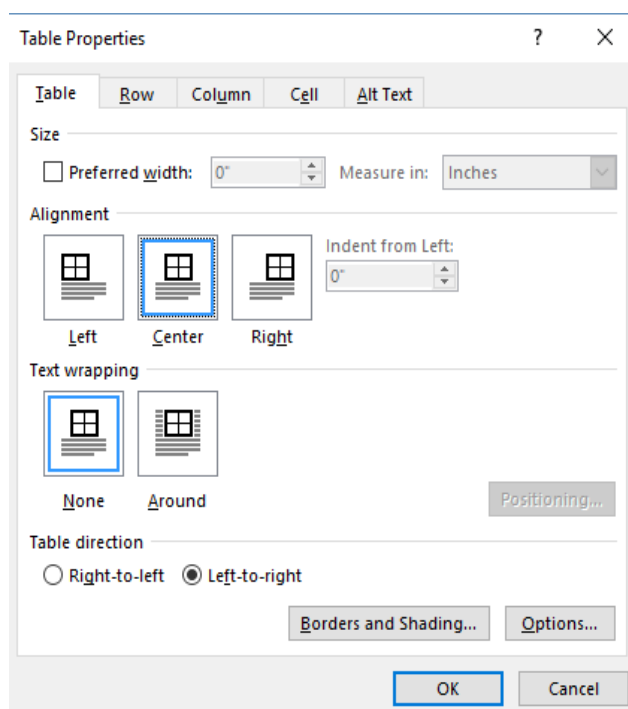 Table Properties ?
Table Row Column Cell Alt Text
Size
Preferred width: 0" Measure in: Inches
Alignment
Indent from Left:
0"
Left Center Right
Text wrapping
None Around Positioning...
Table direction
Right-to-left Left-to-right
Borders and Shading... Options...
OK Cancel